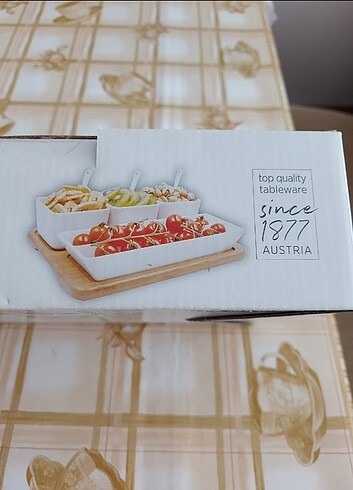 top quality
tableware
since
1877
AUSTRIA